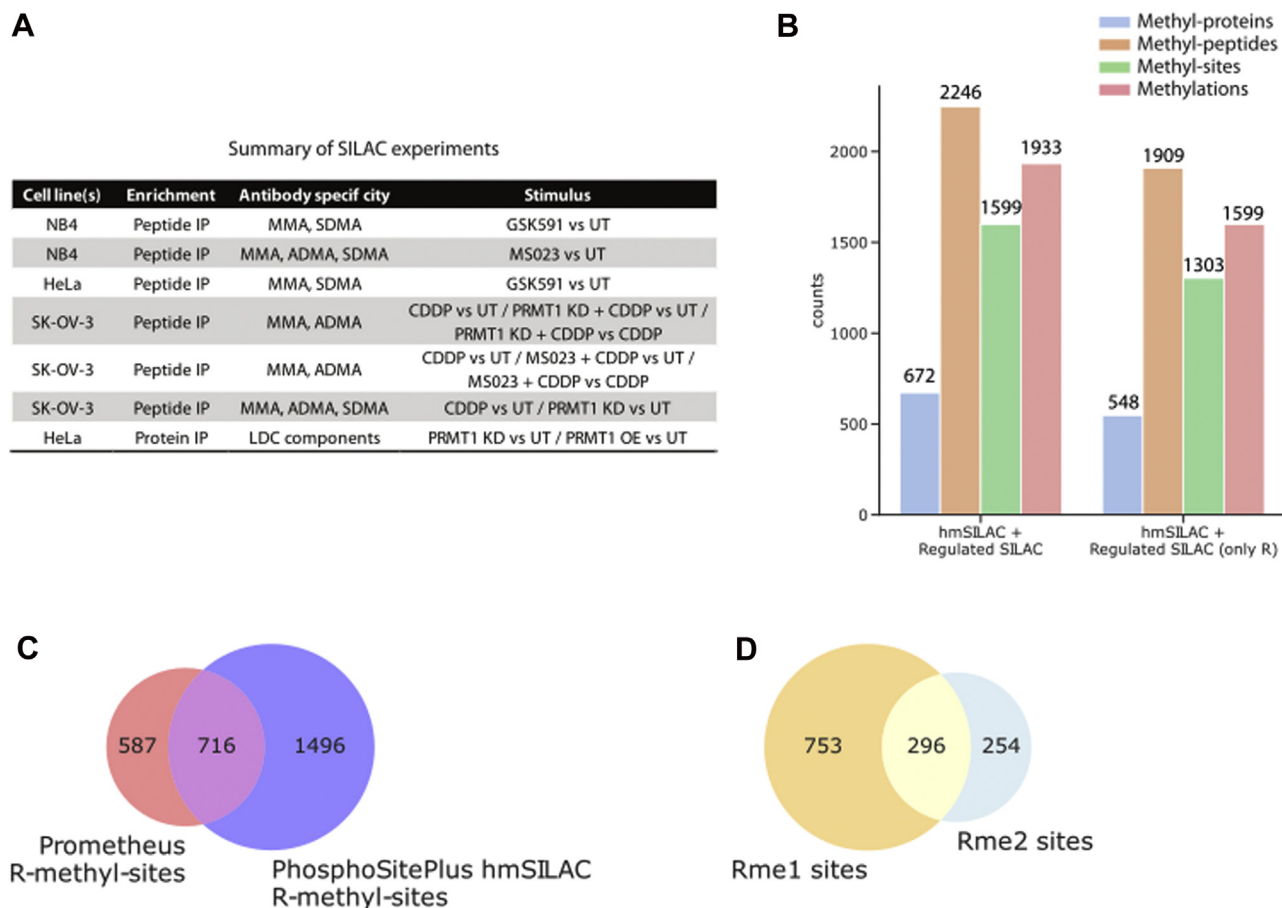 A
Summary of SILAC experiments
Cell line(s) Enrichment Antibody specif city Stimulus
NB4 Peptide IP MMA, SDMA GSK591 vs UT
NB4 Peptide IP MMA, ADMA, SDMA MS023 vs UT
HeLa Peptide IP MMA, SDMA GSK591 vs UT
SK-OV-3 Peptide IP MMA, ADMA CDDP vs UT / PRMT1 KD + CDDP vs UT /
PRMT1 KD + CDDP vs CDDP
SK-OV-3 Peptide IP MMA, ADMA CDDP vs UT / MS023 + CDDP vs UT /
MS023 + CDDP vs CDDP
SK-OV-3 Peptide IP MMA, ADMA, SDMA CDDP vs UT / PRMT1 KD vs UT
HeLa Protein IP LDC components PRMT1 KD vs UT / PRMT1 OE vs UT
B
Methyl-proteins
Methyl-peptides
Methyl-sites
Methylations
counts
2000
1500
1000
500
0
672
2246
1599
1933
548
1909
1303
1599
hmSILAC +
Regulated SILAC
hmSILAC +
Regulated SILAC (only R)
C
587 716 1496
Prometheus
R-methyl-sites
PhosphoSitePlus hmSILAC
R-methyl-sites
D
753 296 254
Rme1 sites
Rme2 sites